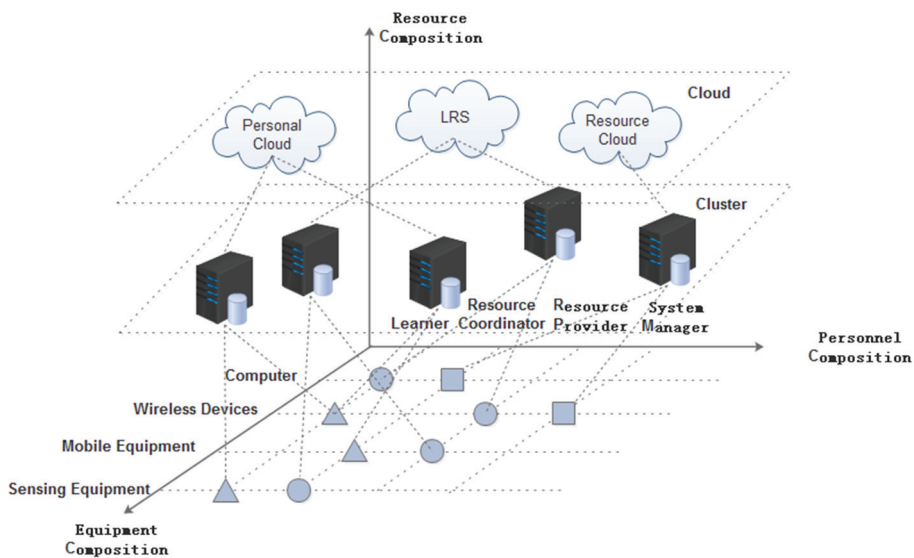 Resource
Composition
Cloud
Personal
Cloud
LRS
Resource
Cloud
Cluster
Learner
Resource
Coordinator
Resource
Provider
System
Manager
Personnel
Composition
Computer
Wireless Devices
Mobile Equipment
Sensing Equipment
Equipment
Composition